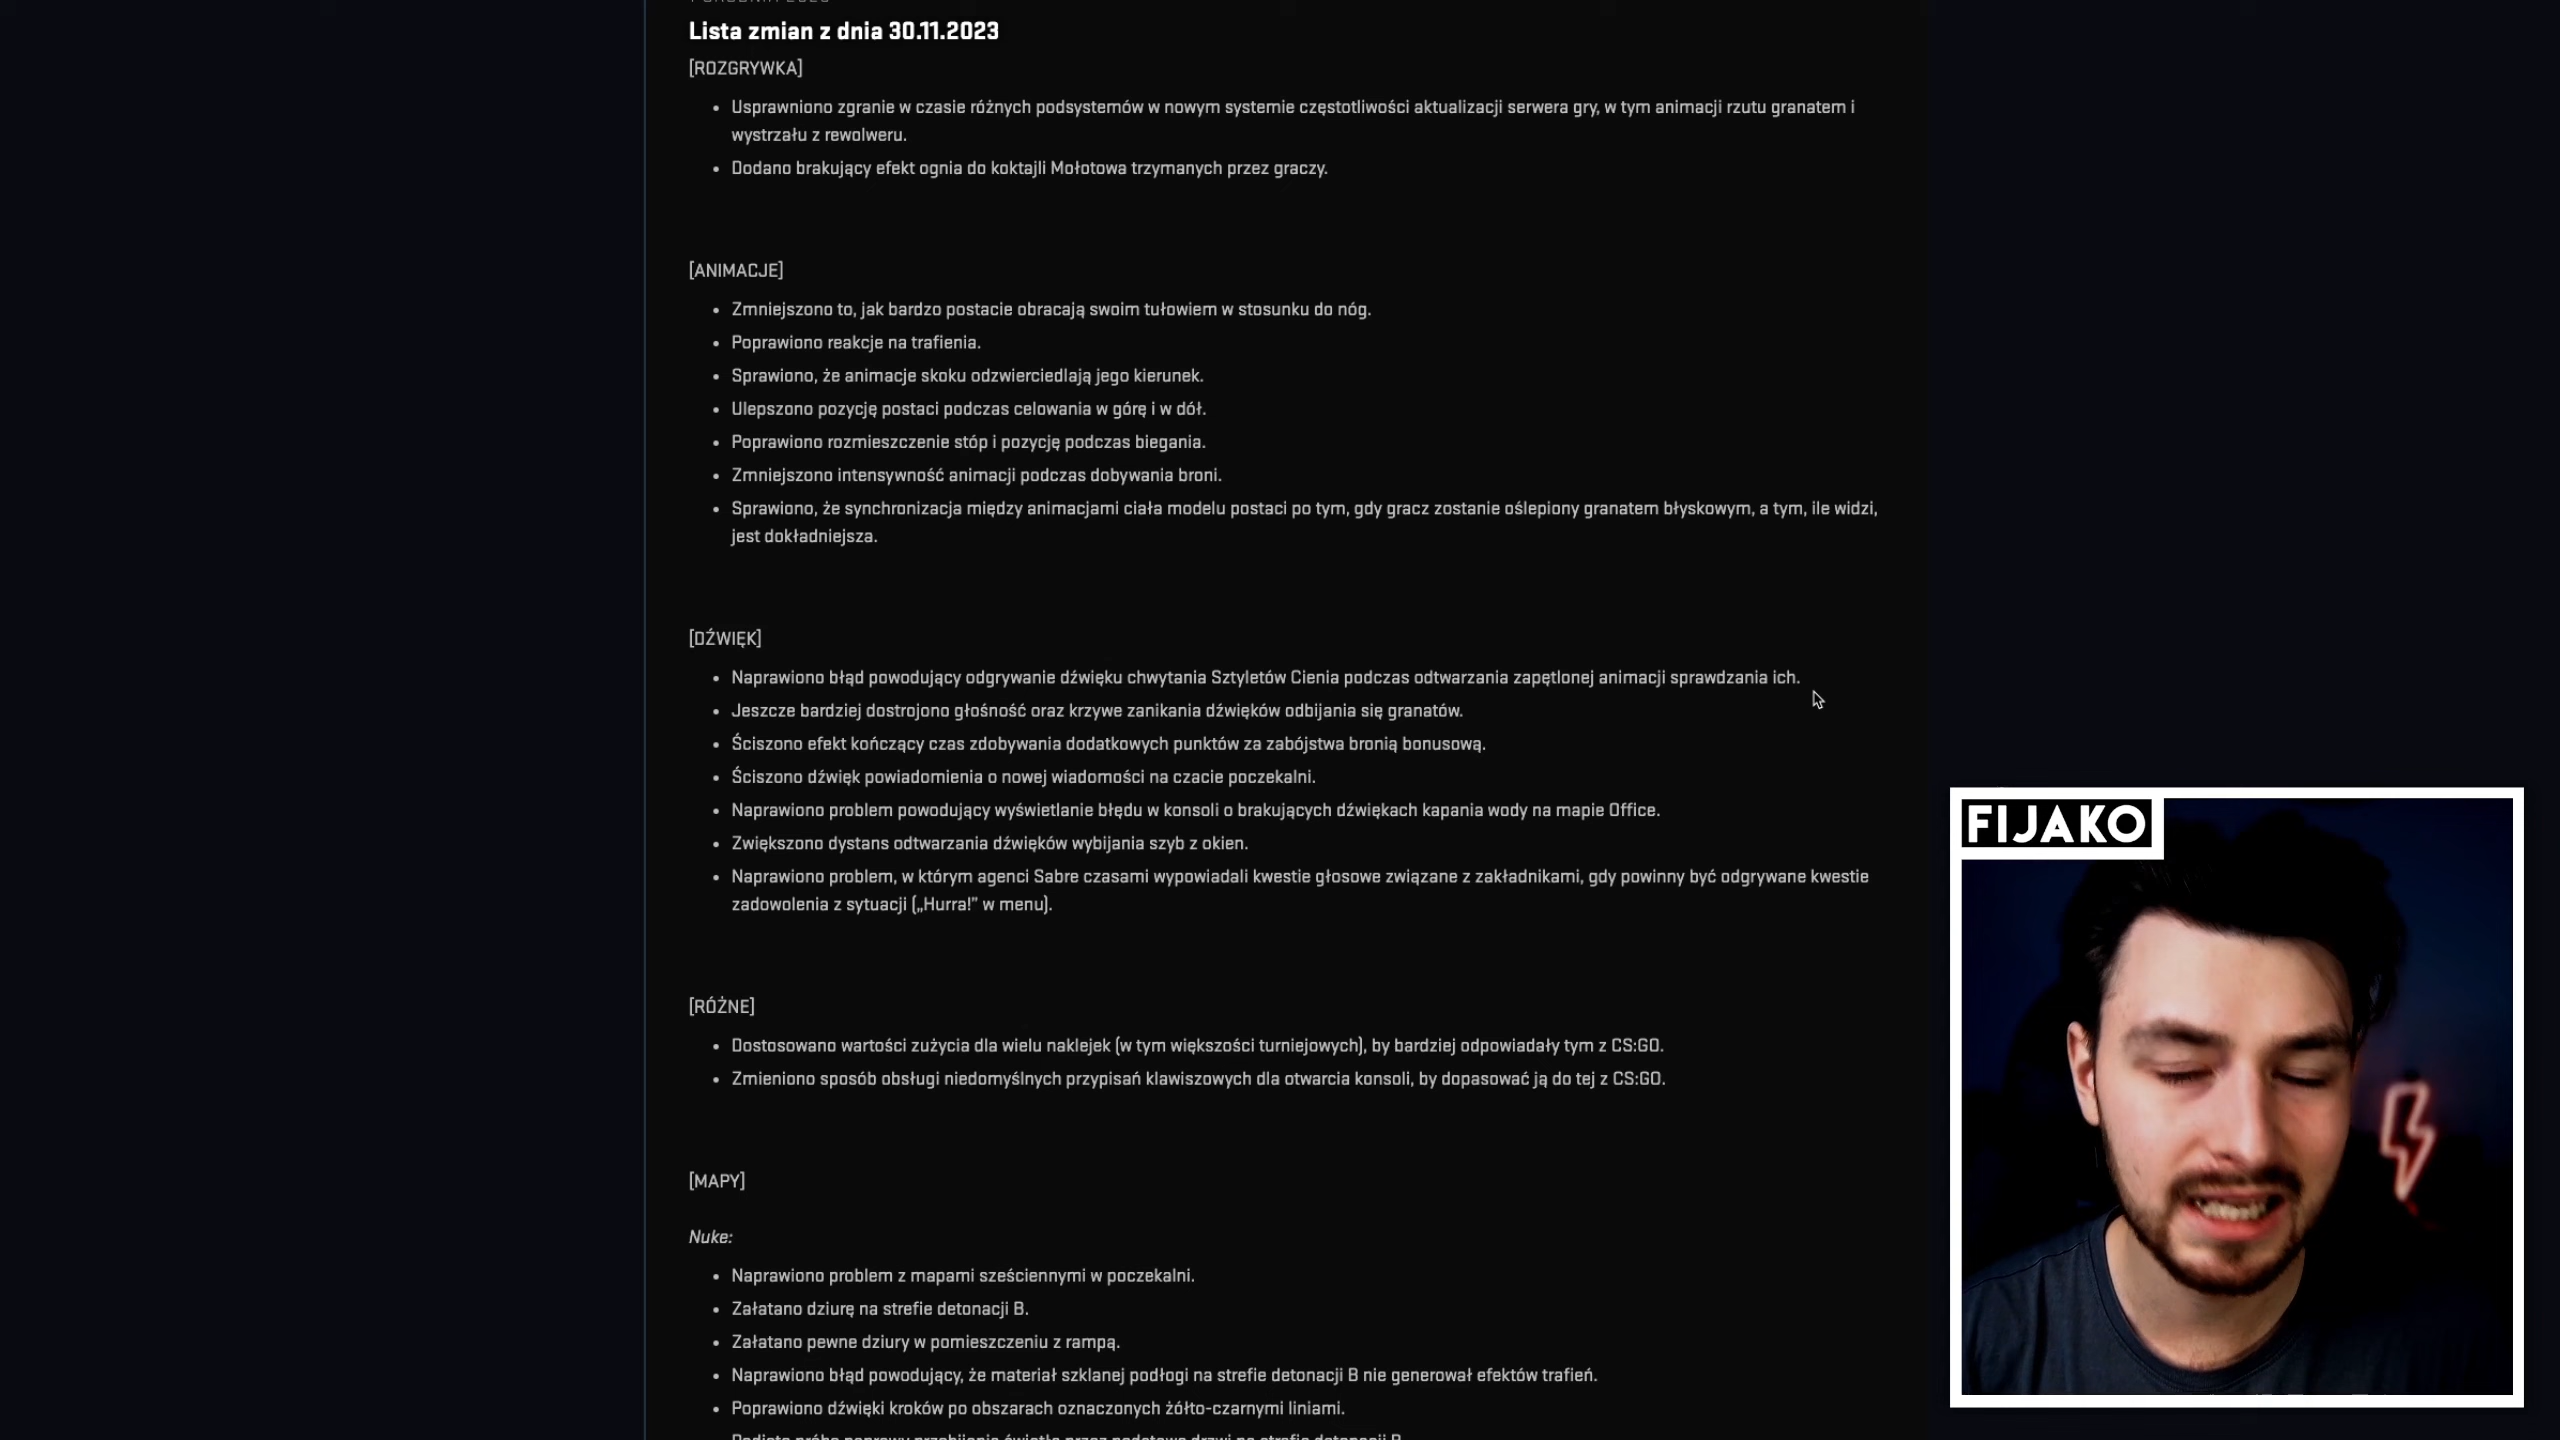 Lista zmian z dnia 30.11.2023
[ROZGRYWKA]
• Usprawniono zgranie w czasie różnych podsystemów w nowym systemie częstotliwości aktualizacji serwera gry, w tym animacji rzutu granatem i
wystrzału z rewolweru.
• Dodano brakujący efekt ognia do koktajli Mołotowa trzymanych przez graczy.
[ANIMACJE]
• Zmniejszono to, jak bardzo postacie obracają swoim tułowiem w stosunku do nóg.
• Poprawiono reakcje na trafienia.
• Sprawiono, że animacje skoku odzwierciedlają jego kierunek.
• Ulepszono pozycję postaci podczas celowania w górę i w dół.
• Poprawiono rozmieszczenie stóp i pozycję podczas biegania.
• Zmniejszono intensywność animacji podczas dobywania broni.
• Sprawiono, że synchronizacja między animacjami ciała modelu postaci po tym, gdy gracz zostanie oślepiony granatem błyskowym, a tym, ile widzi,
jest dokładniejsza.
[DŹWIĘK]
• Naprawiono błąd powodujący odgrywanie dźwięku chwytania Sztyletów Cienia podczas odtwarzania zapętlonej animacji sprawdzania ich.
• Jeszcze bardziej dostrojono głośność oraz krzywe zanikania dźwięków odbijania się granatów.
• Ściszono efekt kończący czas zdobywania dodatkowych punktów za zabójstwa bronią bonusową.
• Ściszono dźwięk powiadomienia o nowej wiadomości na czacie poczekalni.
• Naprawiono problem powodujący wyświetlanie błędu w konsoli o brakujących dźwiękach kapania wody na mapie Office.
• Zwiększono dystans odtwarzania dźwięków wybijania szyb z okien.
• Naprawiono problem, w którym agenci Sabre czasami wypowiadali kwestie głosowe związane z zakładnikami, gdy powinny być odgrywane kwestie
zadowolenia z sytuacji („Hurra!” w menu).
[RÓŻNE]
• Dostosowano wartości zużycia dla wielu naklejek (w tym większości turniejowych), by bardziej odpowiadały tym z CS:GO.
• Zmieniono sposób obsługi niedomyślnych przypisań klawiszowych dla otwarcia konsoli, by dopasować ją do tej z CS:GO.
[MAPY]
Nuke:
• Naprawiono problem z mapami sześciennymi w poczekalni.
• Załatano dziurę na strefie detonacji B.
• Załatano pewne dziury w pomieszczeniu z rampą.
• Naprawiono błąd powodujący, że materiał szklanej podłogi na strefie detonacji B nie generował efektów trafień.
• Poprawiono dźwięki kroków po obszarach oznaczonych żółto-czarnymi liniami.
FIJAKO